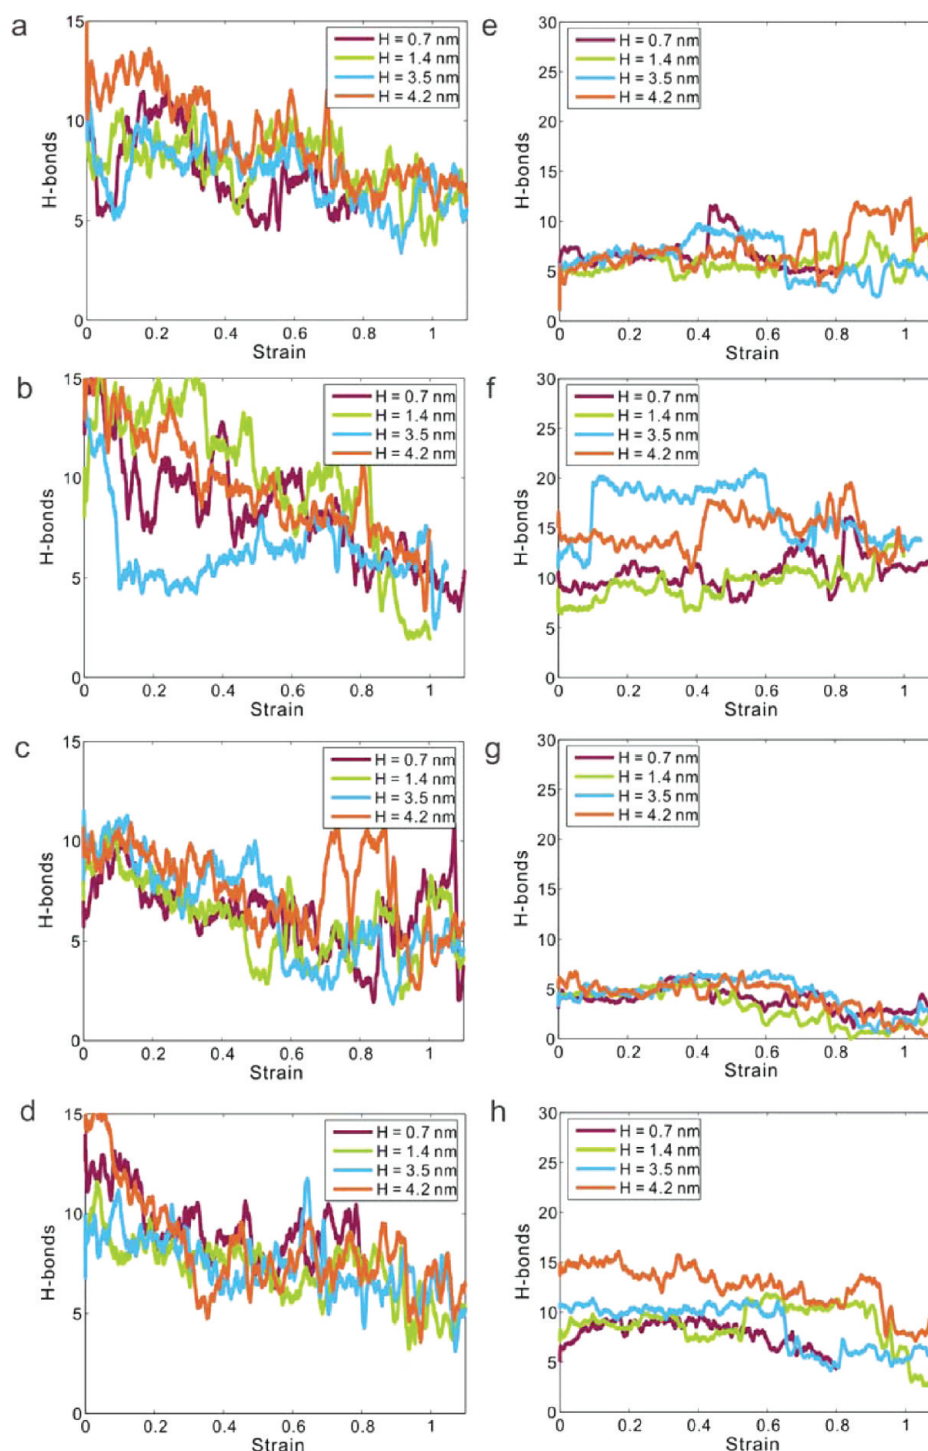 a
15
10
5
0
H-bonds
H = 0.7 nm
H = 1.4 nm
H = 3.5 nm
H = 4.2 nm
0 0.2 0.4 0.6 0.8 1
Strain
e
30
25
20
15
10
5
0
H-bonds
H = 0.7 nm
H = 1.4 nm
H = 3.5 nm
H = 4.2 nm
0 0.2 0.4 0.6 0.8 1
Strain
b
15
10
5
0
H-bonds
H = 0.7 nm
H = 1.4 nm
H = 3.5 nm
H = 4.2 nm
0 0.2 0.4 0.6 0.8 1
Strain
f
30
25
20
15
10
5
0
H-bonds
H = 0.7 nm
H = 1.4 nm
H = 3.5 nm
H = 4.2 nm
0 0.2 0.4 0.6 0.8 1
Strain
c
15
10
5
0
H-bonds
H = 0.7 nm
H = 1.4 nm
H = 3.5 nm
H = 4.2 nm
0 0.2 0.4 0.6 0.8 1
Strain
g
30
25
20
15
10
5
0
H-bonds
H = 0.7 nm
H = 1.4 nm
H = 3.5 nm
H = 4.2 nm
0 0.2 0.4 0.6 0.8 1
Strain
d
15
10
5
0
H-bonds
H = 0.7 nm
H = 1.4 nm
H = 3.5 nm
H = 4.2 nm
0 0.2 0.4 0.6 0.8 1
Strain
h
30
25
20
15
10
5
0
H-bonds
H = 0.7 nm
H = 1.4 nm
H = 3.5 nm
H = 4.2 nm
0 0.2 0.4 0.6 0.8 1
Strain